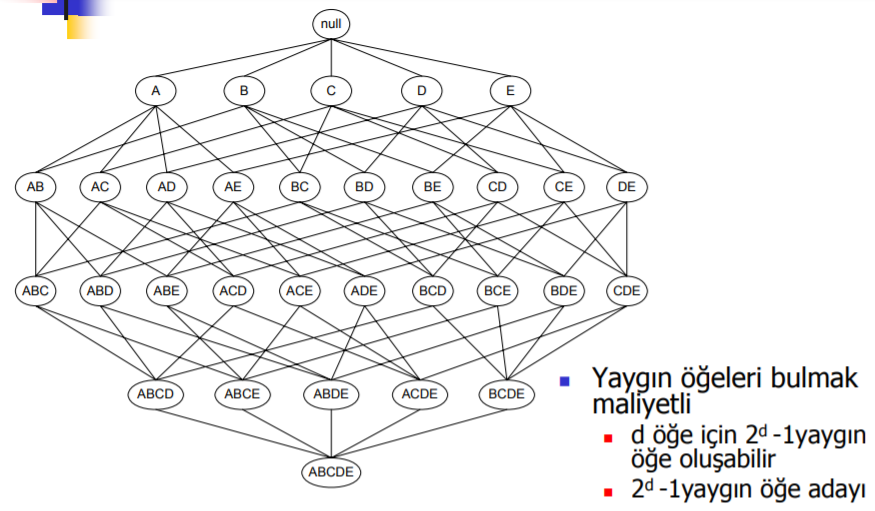 null
A B C D E
AB AC AD AE BC BD BE CD CE DE
ABC ABD ABE ACD ACE ADE BCD BCE BDE CDE
ABCD ABCE ABDE ACDE BCDE
ABCDE
Yaygın öğeleri bulmak
maliyetli
d öğe için 2ᵈ -1yaygın
öğe oluşabilir
2ᵈ -1yaygın öğe adayı